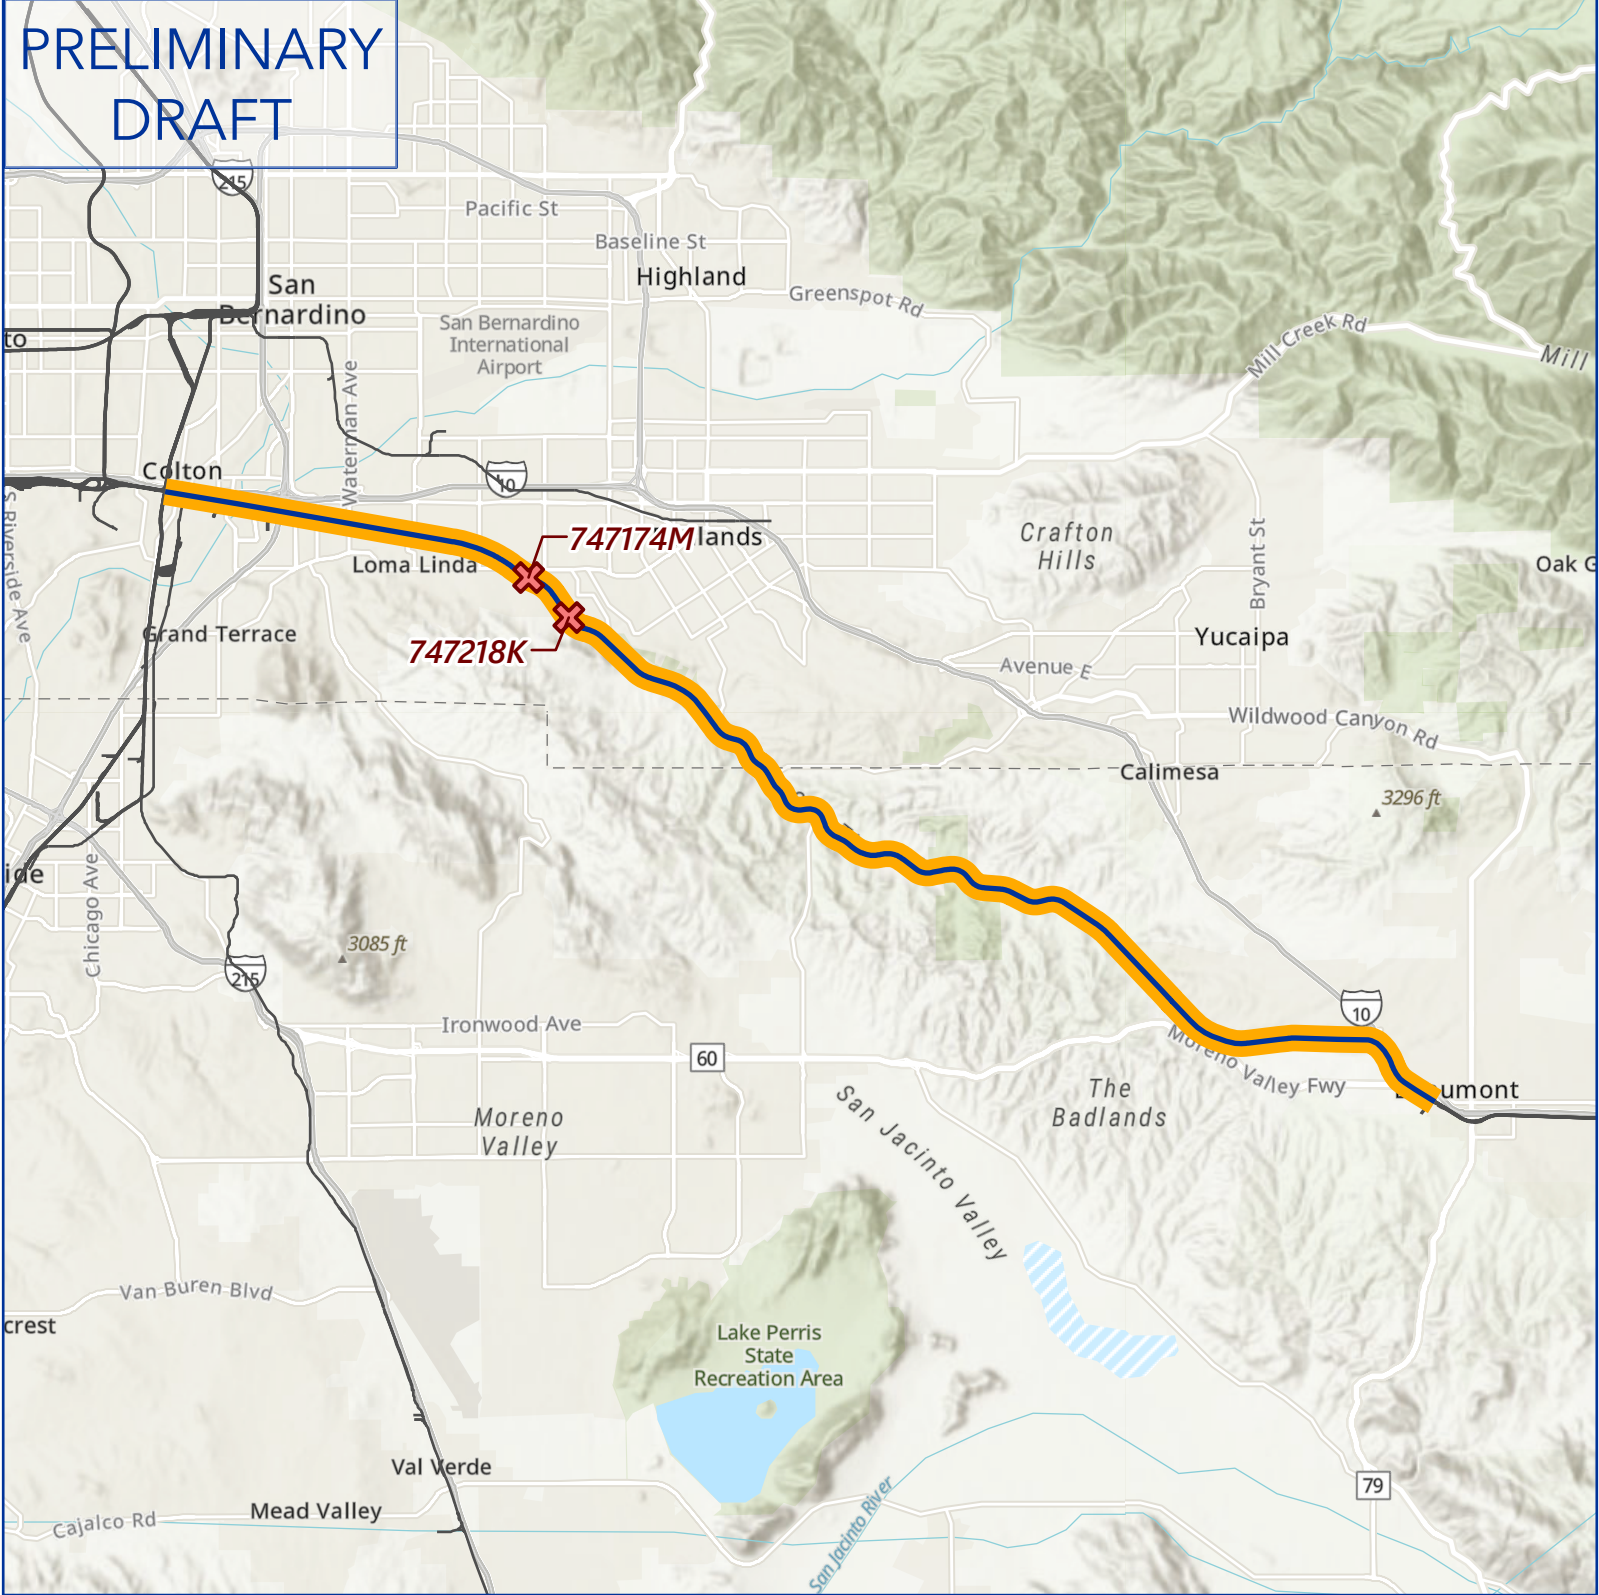 PRELIMINARY
DRAFT
215
Pacific St
Baseline St
Highland
Greenspot Rd
San
Bernardino
San Bernardino
International
Airport
to
Mill Creek Rd
Mill
Waterman Ave
Colton
10
s Riverside Ave
747174M
lands
Crafton
Hills
Bryant St
Oak G
Loma Linda
747218K
Grand Terrace
Yucaipa
Avenue E
Wildwood Canyon Rd
Calimesa
3296 ft
ide
Chicago Ave
3085 ft
215
Ironwood Ave
60
10
Moreno Valley Fwy
umont
The
Badlands
Moreno
Valley
San Jacinto Valley
Van Buren Blvd
crest
Lake Perris
State
Recreation Area
Val Verde
Mead Valley
Cajalco Rd
79
San Jacinto River